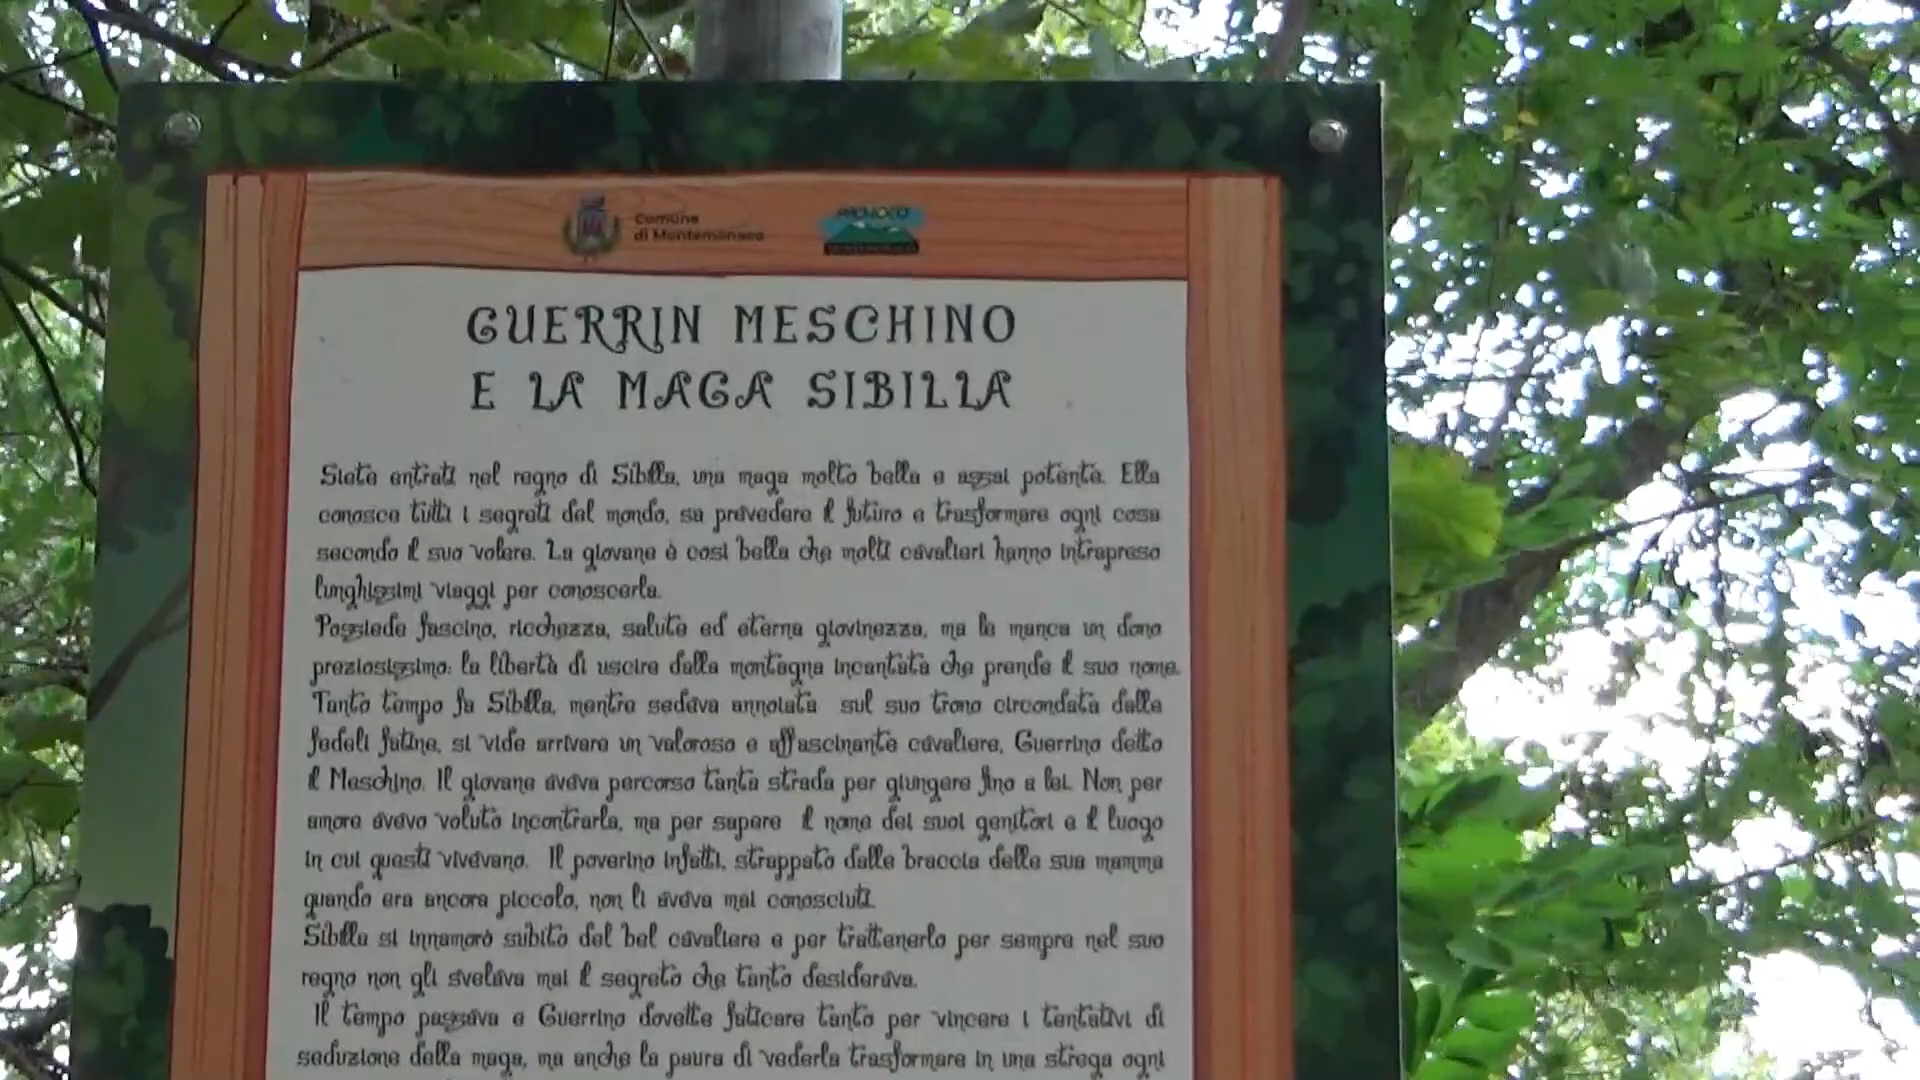 Comune
di Montemonaco
PRO LOCO
GUERRIN MESCHINO
E LA MAGA SIBILLA
Siete entrati nel regno di Sibilla, una maga molto bella e assai potente. Ella
conosce tutti i segreti del mondo, sa prevedere il futuro e trasformare ogni cosa
secondo il suo volere. La giovane è così bella che molti cavalieri hanno intrapreso
lunghissimi viaggi per conoscerla.
Possiede fascino, ricchezza, salute ed eterna giovinezza, ma le manca un dono
preziosissimo: la libertà di uscire dalla montagna incantata che prende il suo nome.
Tanto tempo fa Sibilla, mentre sedeva annoiata sul suo trono circondata dalle
fedeli fatine, si vide arrivare un valoroso e affascinante cavaliere, Guerrino detto
il Meschino. Il giovane aveva percorso tanta strada per giungere fino a lei. Non per
amore aveva voluto incontrarla, ma per sapere il nome dei suoi genitori e il luogo
in cui questi vivevano. Il poverino infatti, strappato dalle braccia della sua mamma
quando era ancora piccolo, non li aveva mai conosciuti.
Sibilla si innamorò subito del bel cavaliere e per trattenerlo per sempre nel suo
regno non gli svelava mai il segreto che tanto desiderava.
Il tempo passava e Guerrino dovette faticare tanto per vincere i tentativi di
seduzione della maga, ma anche la paura di vederla trasformare in una strega ogni